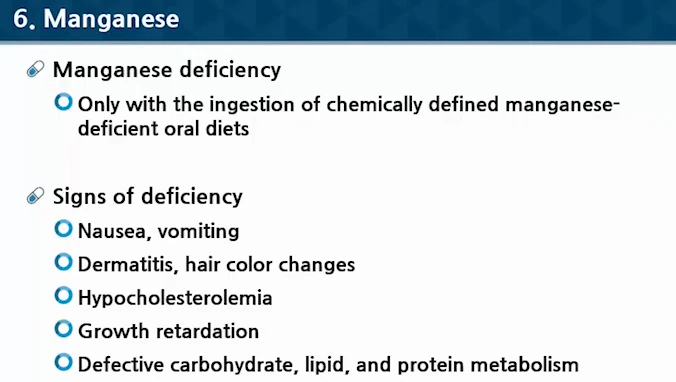 6. Manganese
Manganese deficiency
Only with the ingestion of chemically defined manganese-
deficient oral diets
Signs of deficiency
Nausea, vomiting
Dermatitis, hair color changes
Hypocholesterolemia
Growth retardation
Defective carbohydrate, lipid, and protein metabolism